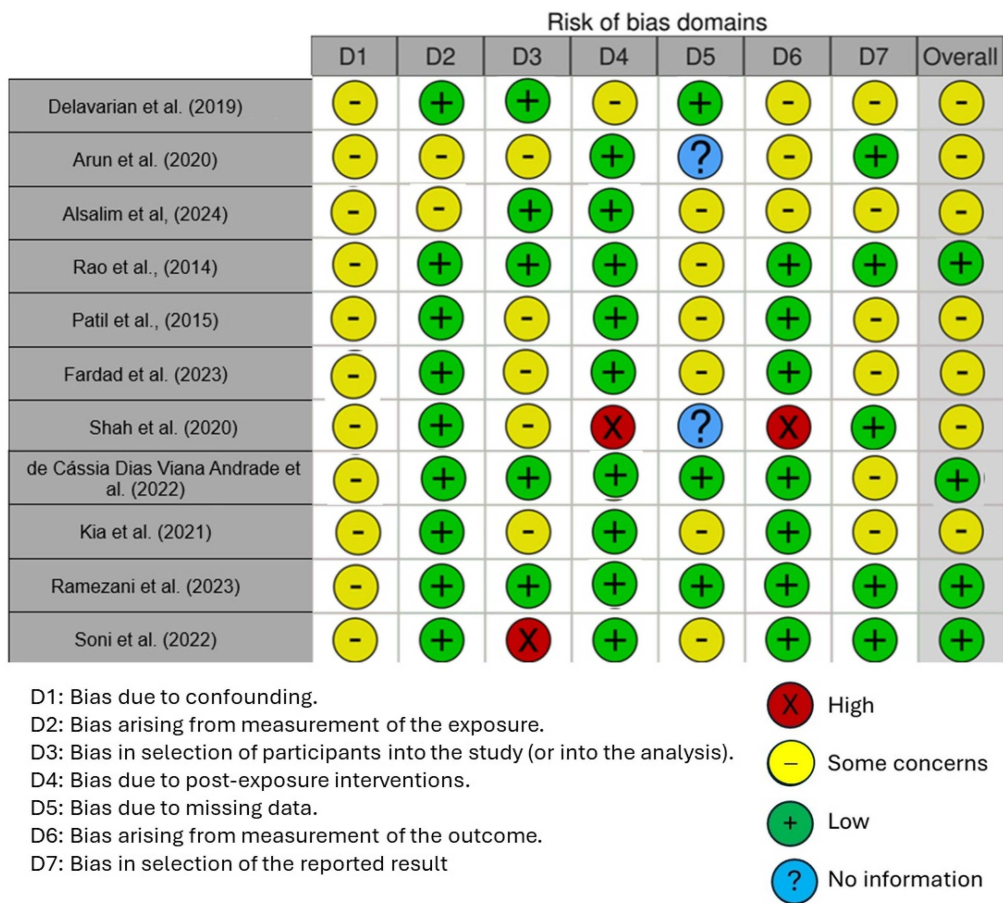 Risk of bias domains
D1 D2 D3 D4 D5 D6 D7 Overall
Delavarian et al. (2019) - + + - + - - -
Arun et al. (2020) - - - + ? - + -
Alsalim et al, (2024) - - + + - - - -
Rao et al., (2014) - + + + - + + +
Patil et al., (2015) - + - + - + - -
Fardad et al. (2023) - + - + - + - -
Shah et al. (2020) - + - X ? X + -
de Cássia Dias Viana Andrade et
al. (2022) - + + + + + - +
Kia et al. (2021) - + - + - + - -
Ramezani et al. (2023) - + + + + + + +
Soni et al. (2022) - + X + - + + +
D1: Bias due to confounding.
D2: Bias arising from measurement of the exposure.
D3: Bias in selection of participants into the study (or into the analysis).
D4: Bias due to post-exposure interventions.
D5: Bias due to missing data.
D6: Bias arising from measurement of the outcome.
D7: Bias in selection of the reported result
X High
– Some concerns
+ Low
? No information